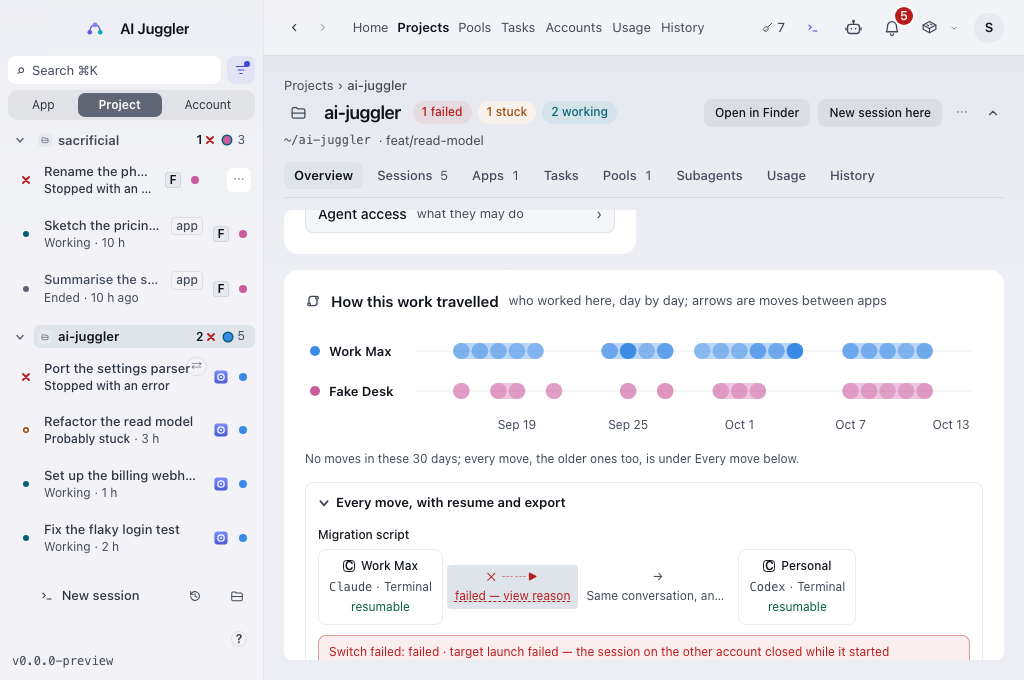 AI Juggler
Search ⌘K
App Project Account
sacrificial 1 3
Rename the ph... F
Stopped with an ...
Sketch the pricin... app F
Working · 10 h
Summarise the s... app F
Ended · 10 h ago
ai-juggler 2 5
Port the settings parser
Stopped with an error
Refactor the read model
Probably stuck · 3 h
Set up the billing webh...
Working · 1 h
Fix the flaky login test
Working · 2 h
New session
?
v0.0.0-preview
Home Projects Pools Tasks Accounts Usage History 7 5 S
Projects › ai-juggler
ai-juggler 1 failed 1 stuck 2 working Open in Finder New session here ...
~/ai-juggler · feat/read-model
Overview Sessions 5 Apps 1 Tasks Pools 1 Subagents Usage History
Agent access what they may do ›
How this work travelled who worked here, day by day; arrows are moves between apps
Work Max
Fake Desk
Sep 19 Sep 25 Oct 1 Oct 7 Oct 13
No moves in these 30 days; every move, the older ones too, is under Every move below.
Every move, with resume and export
Migration script
C Work Max
Claude · Terminal
resumable
failed — view reason
→
Same conversation, an...
C Personal
Codex · Terminal
resumable
Switch failed: failed · target launch failed — the session on the other account closed while it started